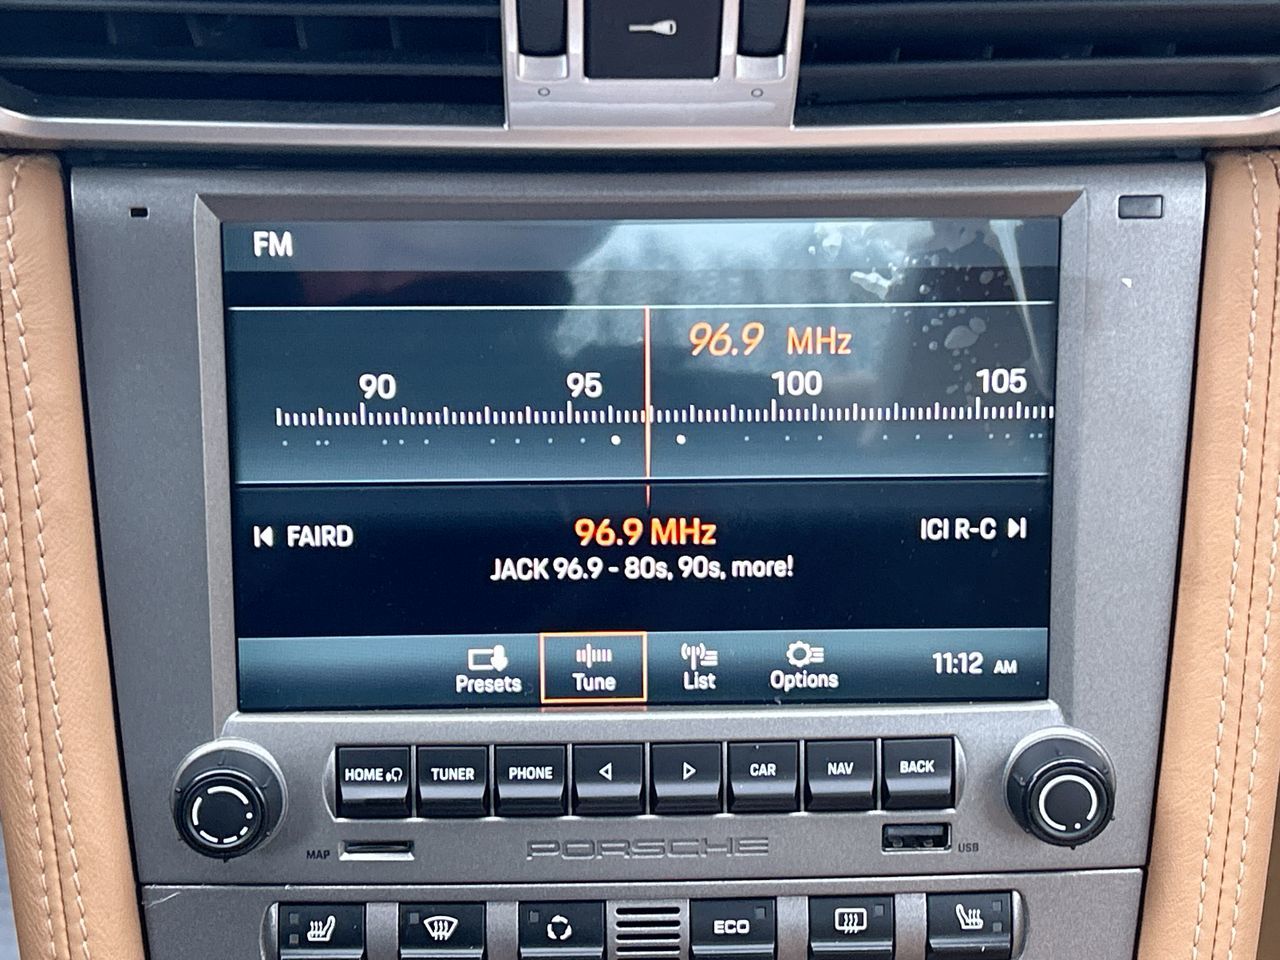 FM
96.9 MHz
90 95 100 105
FAIRD 96.9 MHz ICI R-C
JACK 96.9 - 80s, 90s, more!
Presets Tune List Options 11:12 AM
HOME TUNER PHONE CAR NAV BACK
MAP PORSCHE USB
ECO